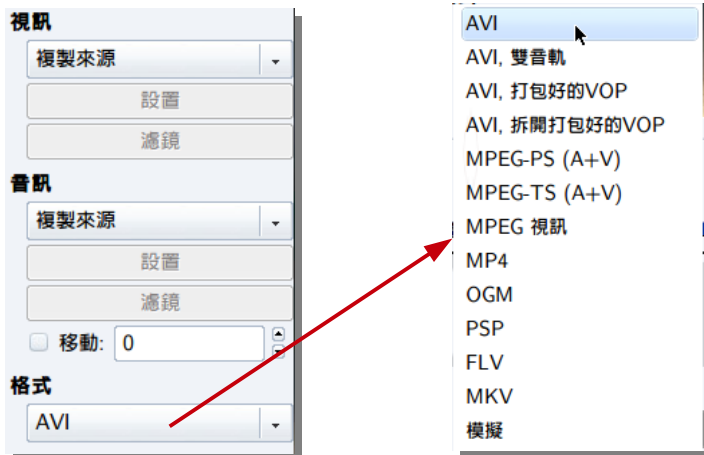 視訊
複製來源
設置
濾鏡
音訊
複製來源
設置
濾鏡
移動: 0
格式
AVI
AVI
AVI, 雙音軌
AVI, 打包好的VOP
AVI, 拆開打包好的VOP
MPEG-PS (A+V)
MPEG-TS (A+V)
MPEG 視訊
MP4
OGM
PSP
FLV
MKV
模擬